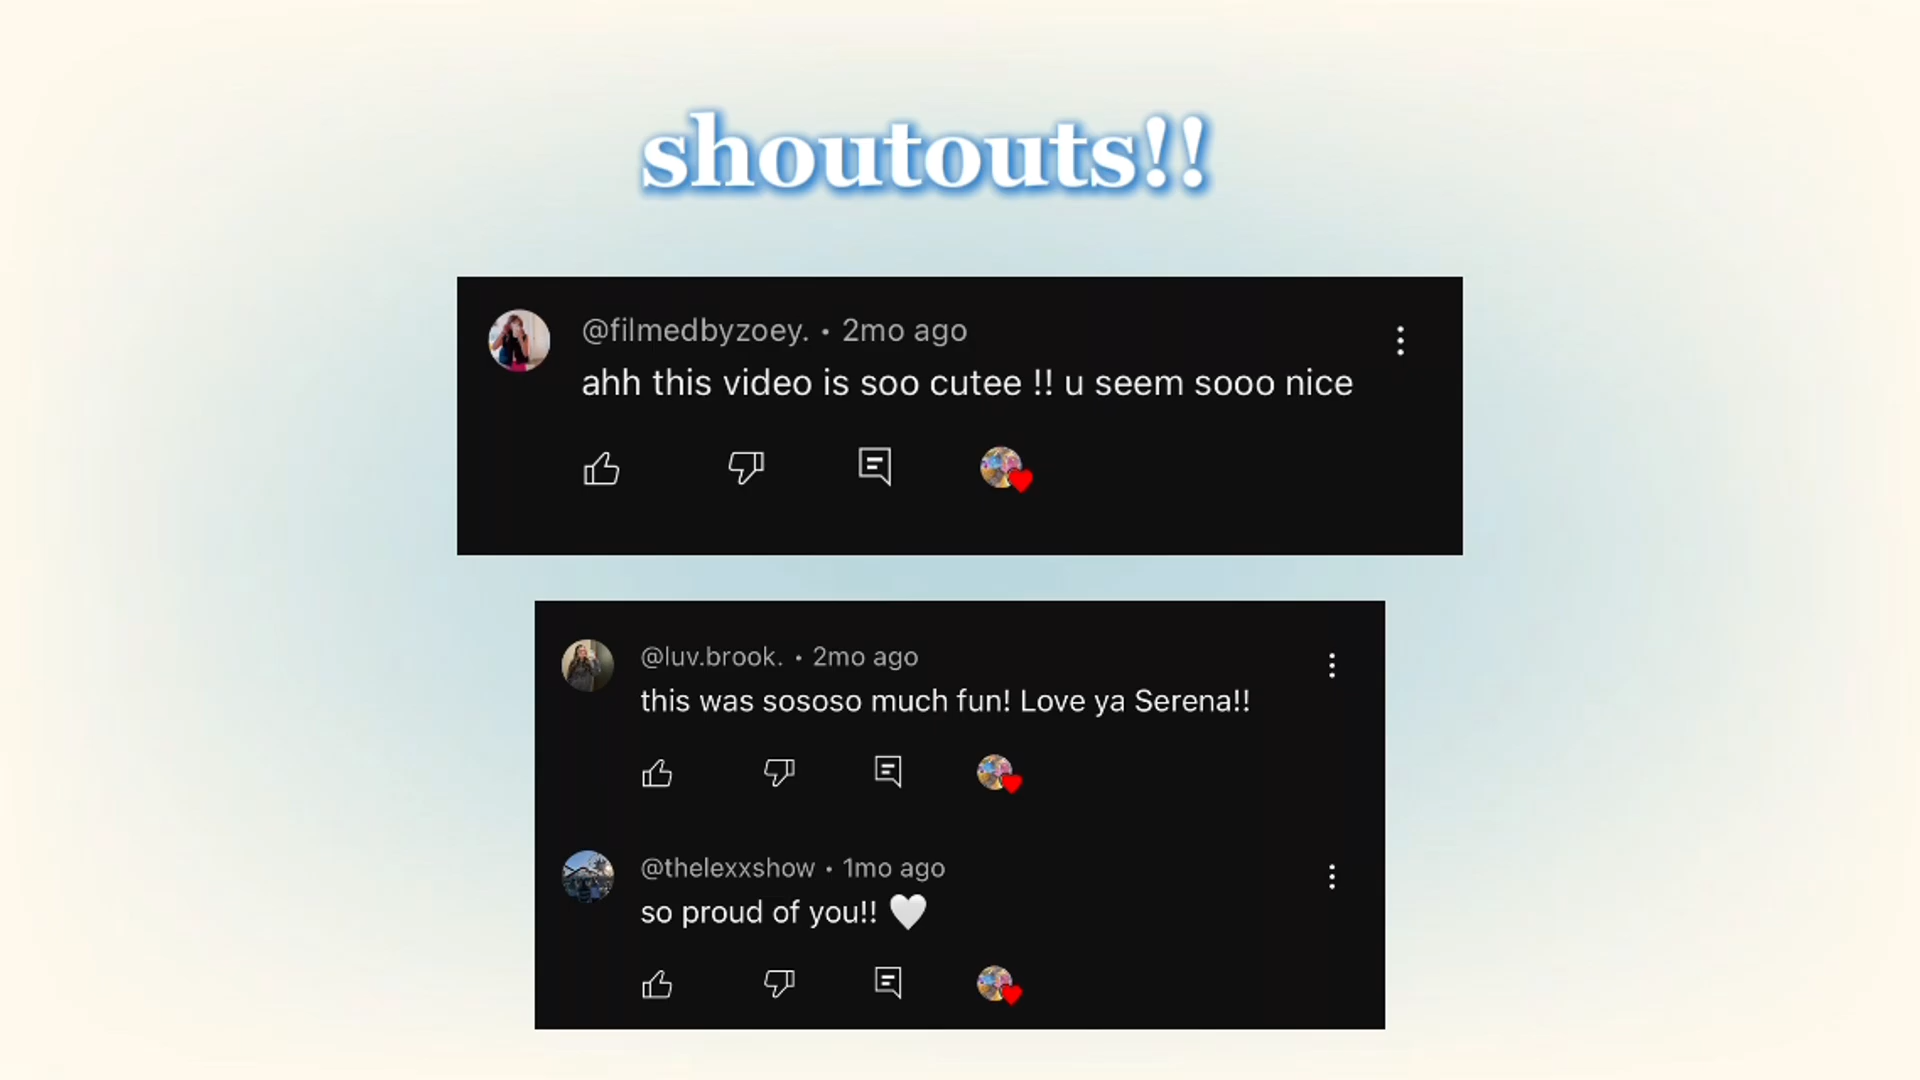 shoutouts!!
@filmedbyzoey. • 2mo ago
ahh this video is soo cutee !! u seem sooo nice
@luv.brook. • 2mo ago
this was sososo much fun! Love ya Serena!!
@thelexxshow • 1mo ago
so proud of you!! 🤍